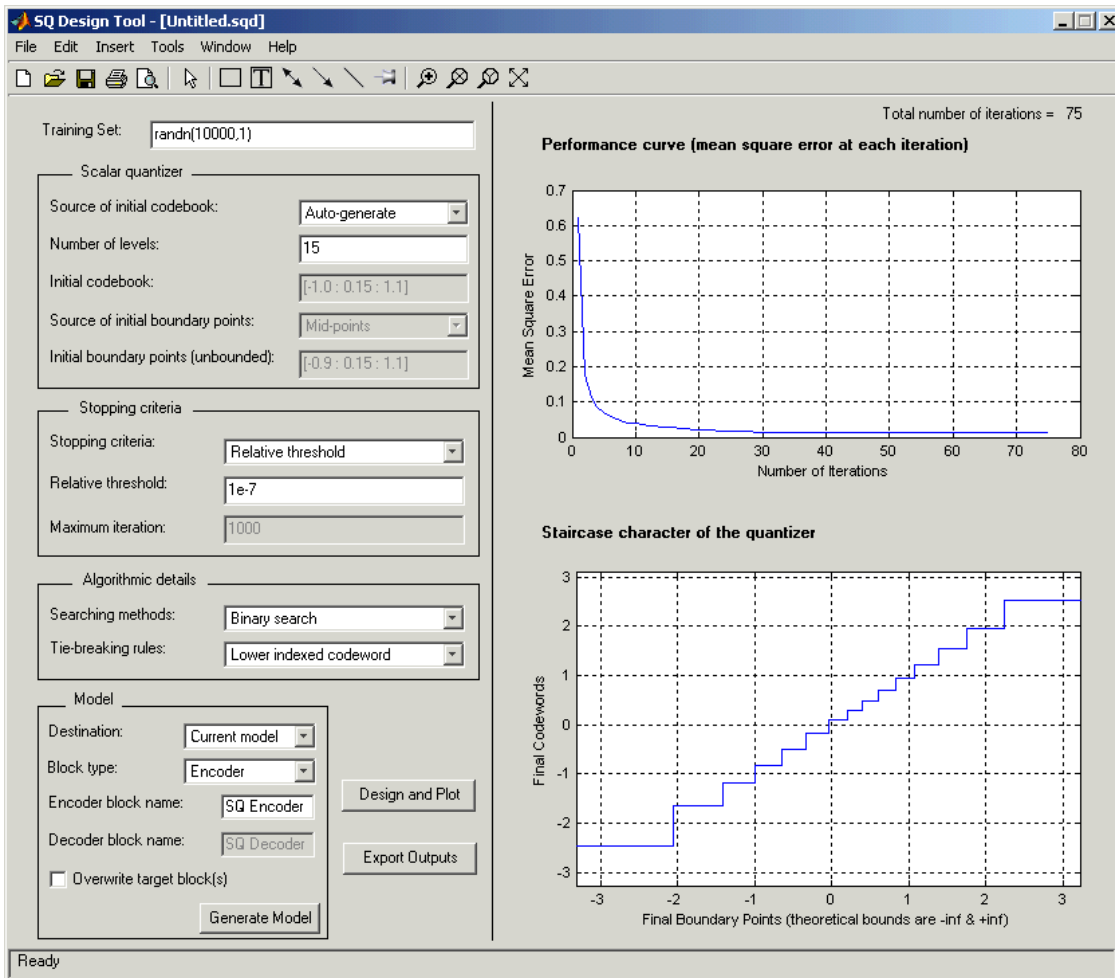 SQ Design Tool - [Untitled.sqd]
File Edit Insert Tools Window Help
Training Set: randn(10000,1)
Scalar quantizer
Source of initial codebook: Auto-generate
Number of levels: 15
Initial codebook: [-1.0 : 0.15 : 1.1]
Source of initial boundary points: Mid-points
Initial boundary points (unbounded): [-0.9 : 0.15 : 1.1]
Stopping criteria
Stopping criteria: Relative threshold
Relative threshold: 1e-7
Maximum iteration: 1000
Algorithmic details
Searching methods: Binary search
Tie-breaking rules: Lower indexed codeword
Model
Destination: Current model
Block type: Encoder
Encoder block name: SQ Encoder
Decoder block name: SQ Decoder
Overwrite target block(s)
Generate Model
Design and Plot
Export Outputs
Total number of iterations = 75
Performance curve (mean square error at each iteration)
Mean Square Error
0.7
0.6
0.5
0.4
0.3
0.2
0.1
0
0 10 20 30 40 50 60 70 80
Number of Iterations
Staircase character of the quantizer
Final Codewords
3
2
1
0
-1
-2
-3
-3 -2 -1 0 1 2 3
Final Boundary Points (theoretical bounds are -inf & +inf)
Ready